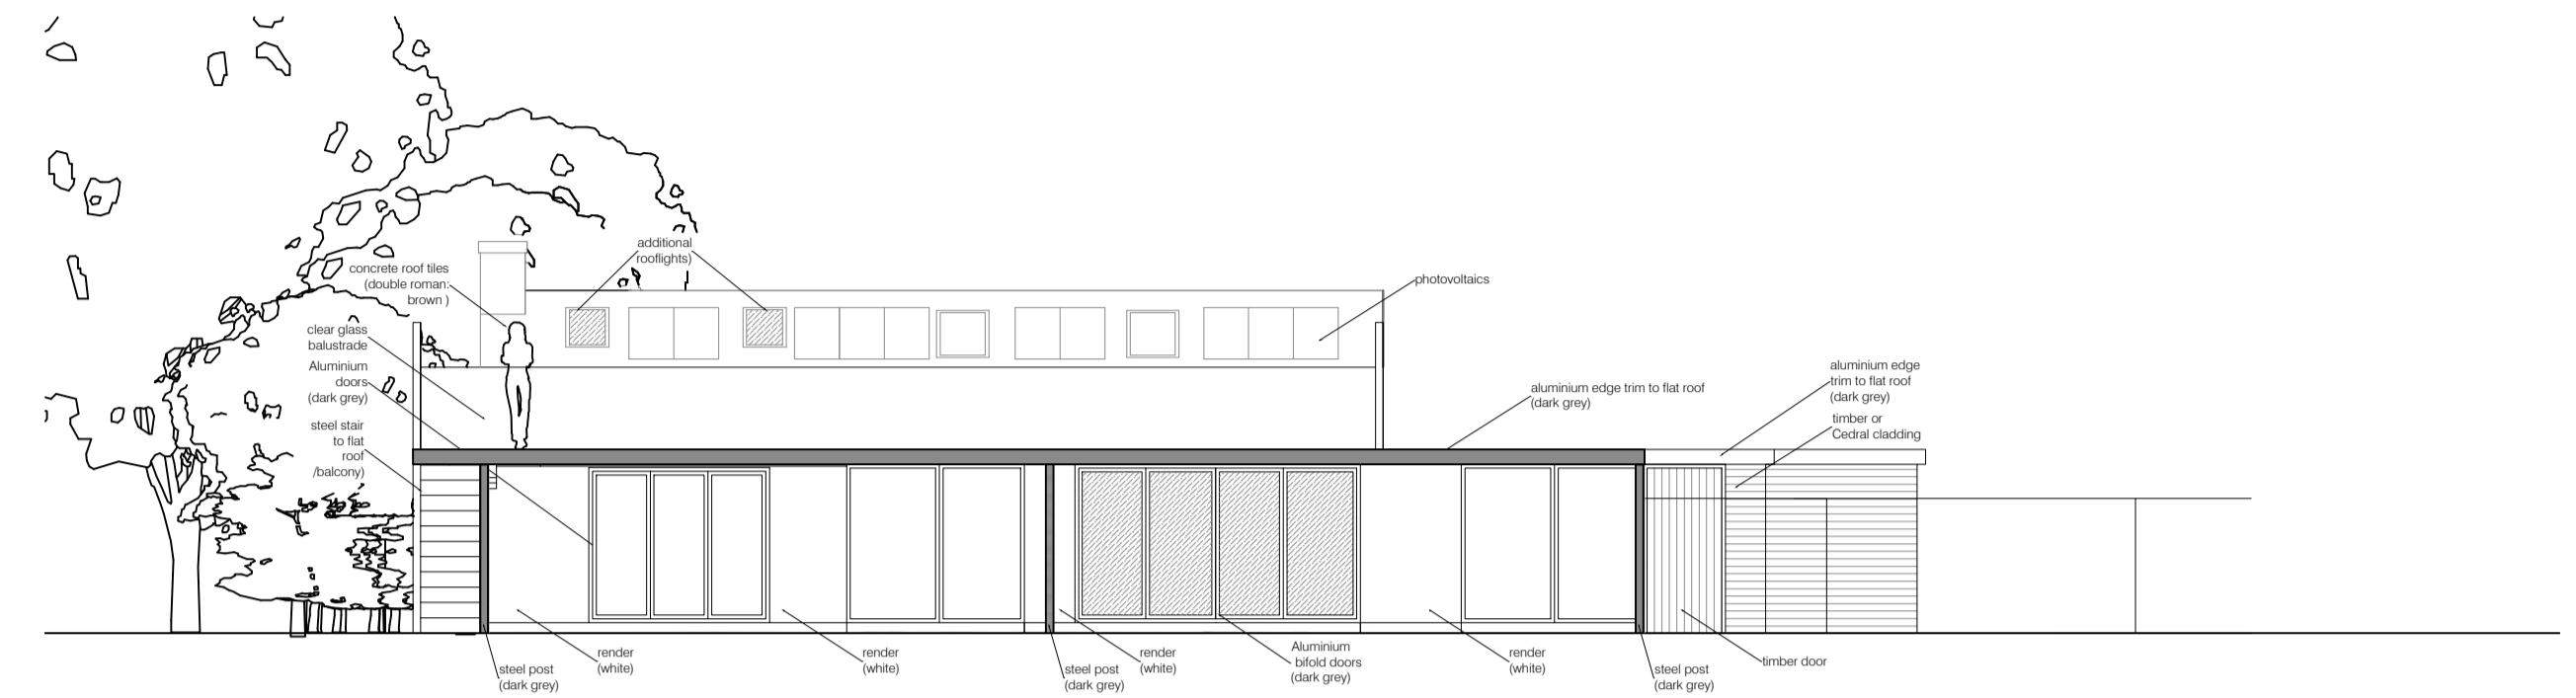 additional
rooflights)
concrete roof tiles
(double roman:
brown )
photovoltaics
clear glass
balustrade
Aluminium
doors
(dark grey)
steel stair
to flat
roof
/balcony)
aluminium edge trim to flat roof
(dark grey)
aluminium edge
trim to flat roof
(dark grey)
timber or
Cedral cladding
steel post
(dark grey)
render
(white)
render
(white)
steel post
(dark grey)
render
(white)
Aluminium
bifold doors
(dark grey)
render
(white)
steel post
(dark grey)
timber door